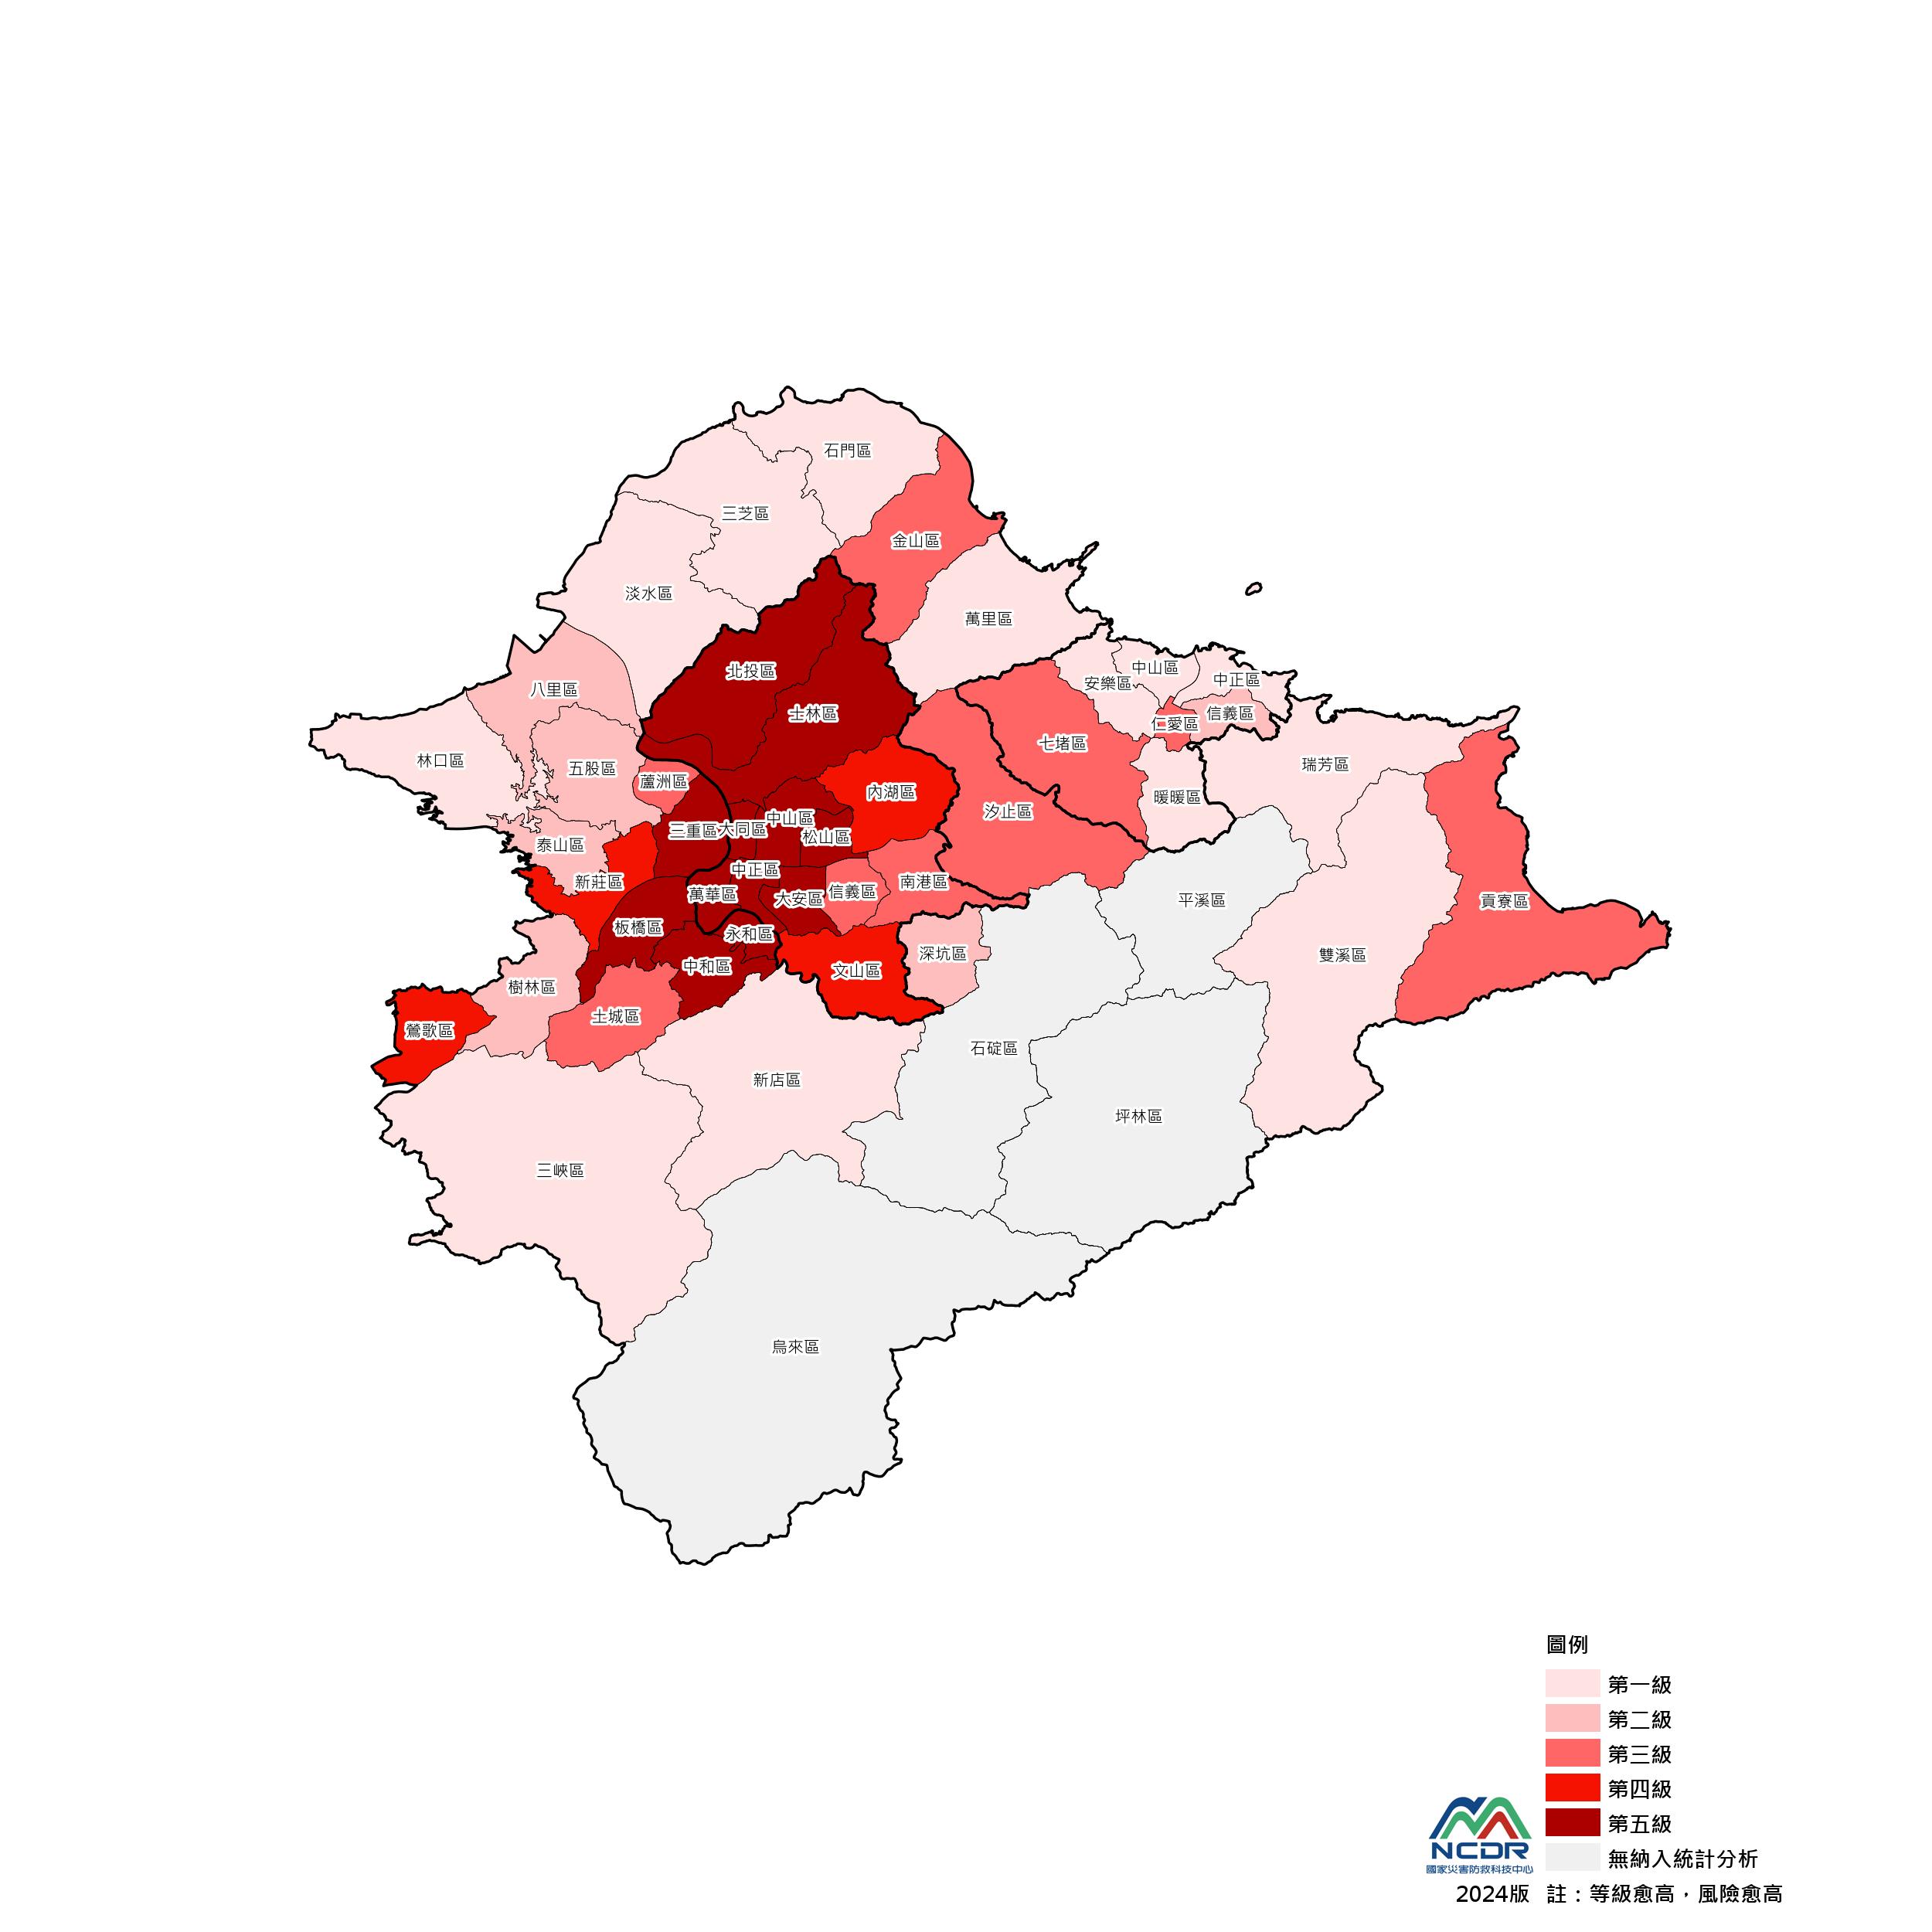 石門區
三芝區
金山區
淡水區
萬里區
北投區
中山區
安樂區
中正區
八里區
士林區
信義區
仁愛區
七堵區
林口區
五股區
瑞芳區
蘆洲區
內湖區
暖暖區
汐止區
中山區
三重區
大同區
松山區
泰山區
中正區
新莊區
南港區
萬華區
信義區
大安區
平溪區
貢寮區
板橋區
永和區
深坑區
雙溪區
中和區
文山區
樹林區
土城區
鶯歌區
石碇區
新店區
坪林區
三峽區
烏來區
圖例
第一級
第二級
第三級
第四級
第五級
無納入統計分析
NCDR
國家災害防救科技中心
2024版 註：等級愈高，風險愈高